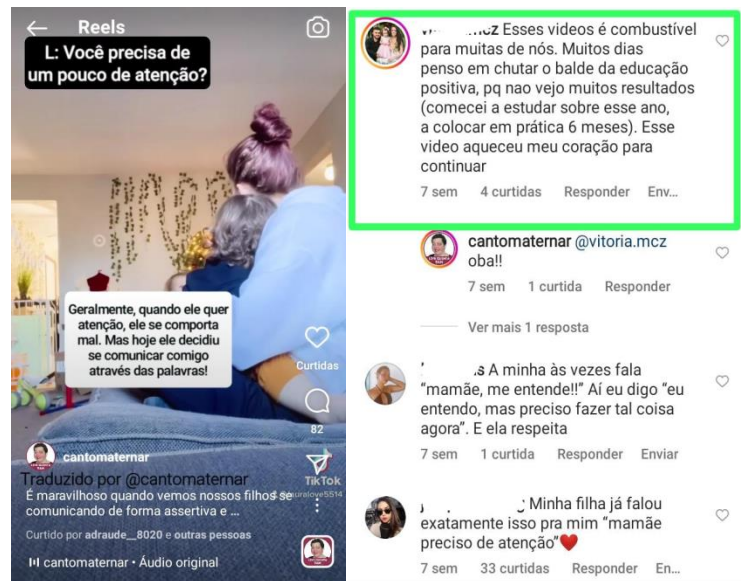 Reels
L: Você precisa de
um pouco de atenção?
Geralmente, quando ele quer
atenção, ele se comporta
mal. Mas hoje ele decidiu
se comunicar comigo
através das palavras!
Curtidas
82
cantomaternar
Traduzido por @cantomaternar
TikTok
É maravilhoso quando vemos nossos filhos se
comunicando de forma assertiva e ...
Curtido por adraude__8020 e outras pessoas
cantomaternar • Áudio original
Esses videos é combustível
para muitas de nós. Muitos dias
penso em chutar o balde da educação
positiva, pq nao vejo muitos resultados
(comecei a estudar sobre esse ano,
a colocar em prática 6 meses). Esse
video aqueceu meu coração para
continuar
7 sem 4 curtidas Responder Env...
cantomaternar @vitoria.mcz
oba!!
7 sem 1 curtida Responder
Ver mais 1 resposta
A minha às vezes fala
“mamãe, me entende!!” Aí eu digo “eu
entendo, mas preciso fazer tal coisa
agora”. E ela respeita
7 sem 1 curtida Responder Enviar
Minha filha já falou
exatamente isso pra mim “mamãe
preciso de atenção”❤️
7 sem 33 curtidas Responder En...